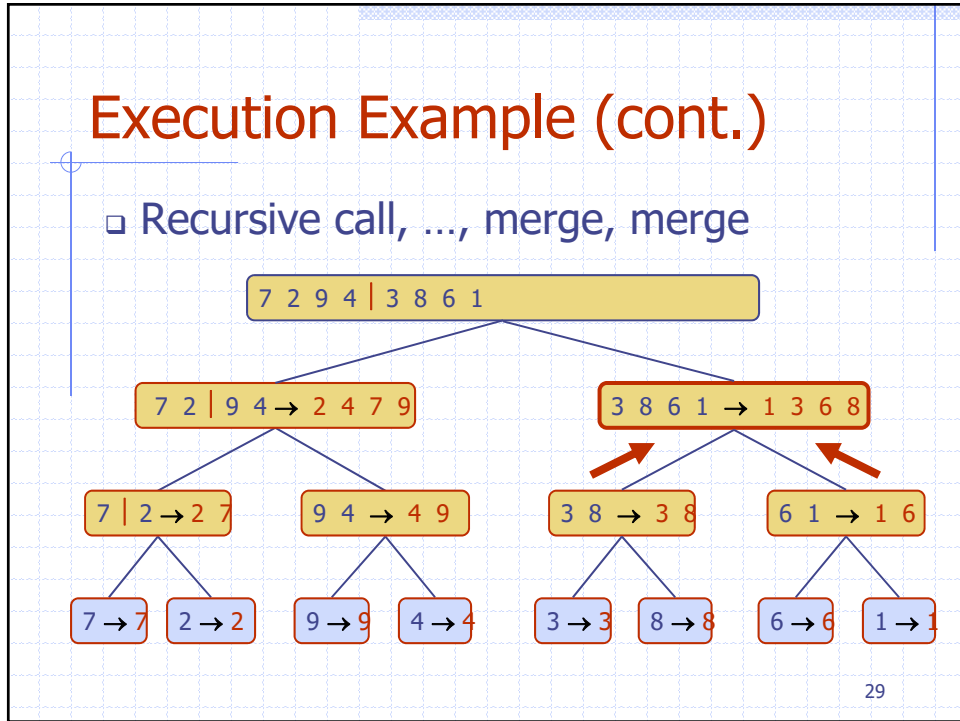 Execution Example (cont.)
❑ Recursive call, …, merge, merge
7 2 9 4 | 3 8 6 1
7 2 | 9 4 → 2 4 7 9
3 8 6 1 → 1 3 6 8
7 | 2 → 2 7
9 4 → 4 9
3 8 → 3 8
6 1 → 1 6
7 → 7
2 → 2
9 → 9
4 → 4
3 → 3
8 → 8
6 → 6
1 → 1
29